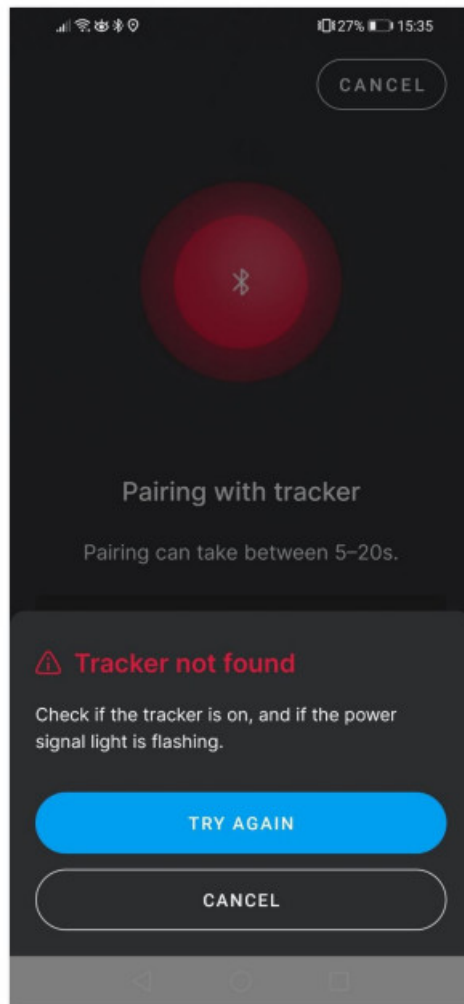 27% 15:35
CANCEL
Pairing with tracker
Pairing can take between 5–20s.
Tracker not found
Check if the tracker is on, and if the power
signal light is flashing.
TRY AGAIN
CANCEL